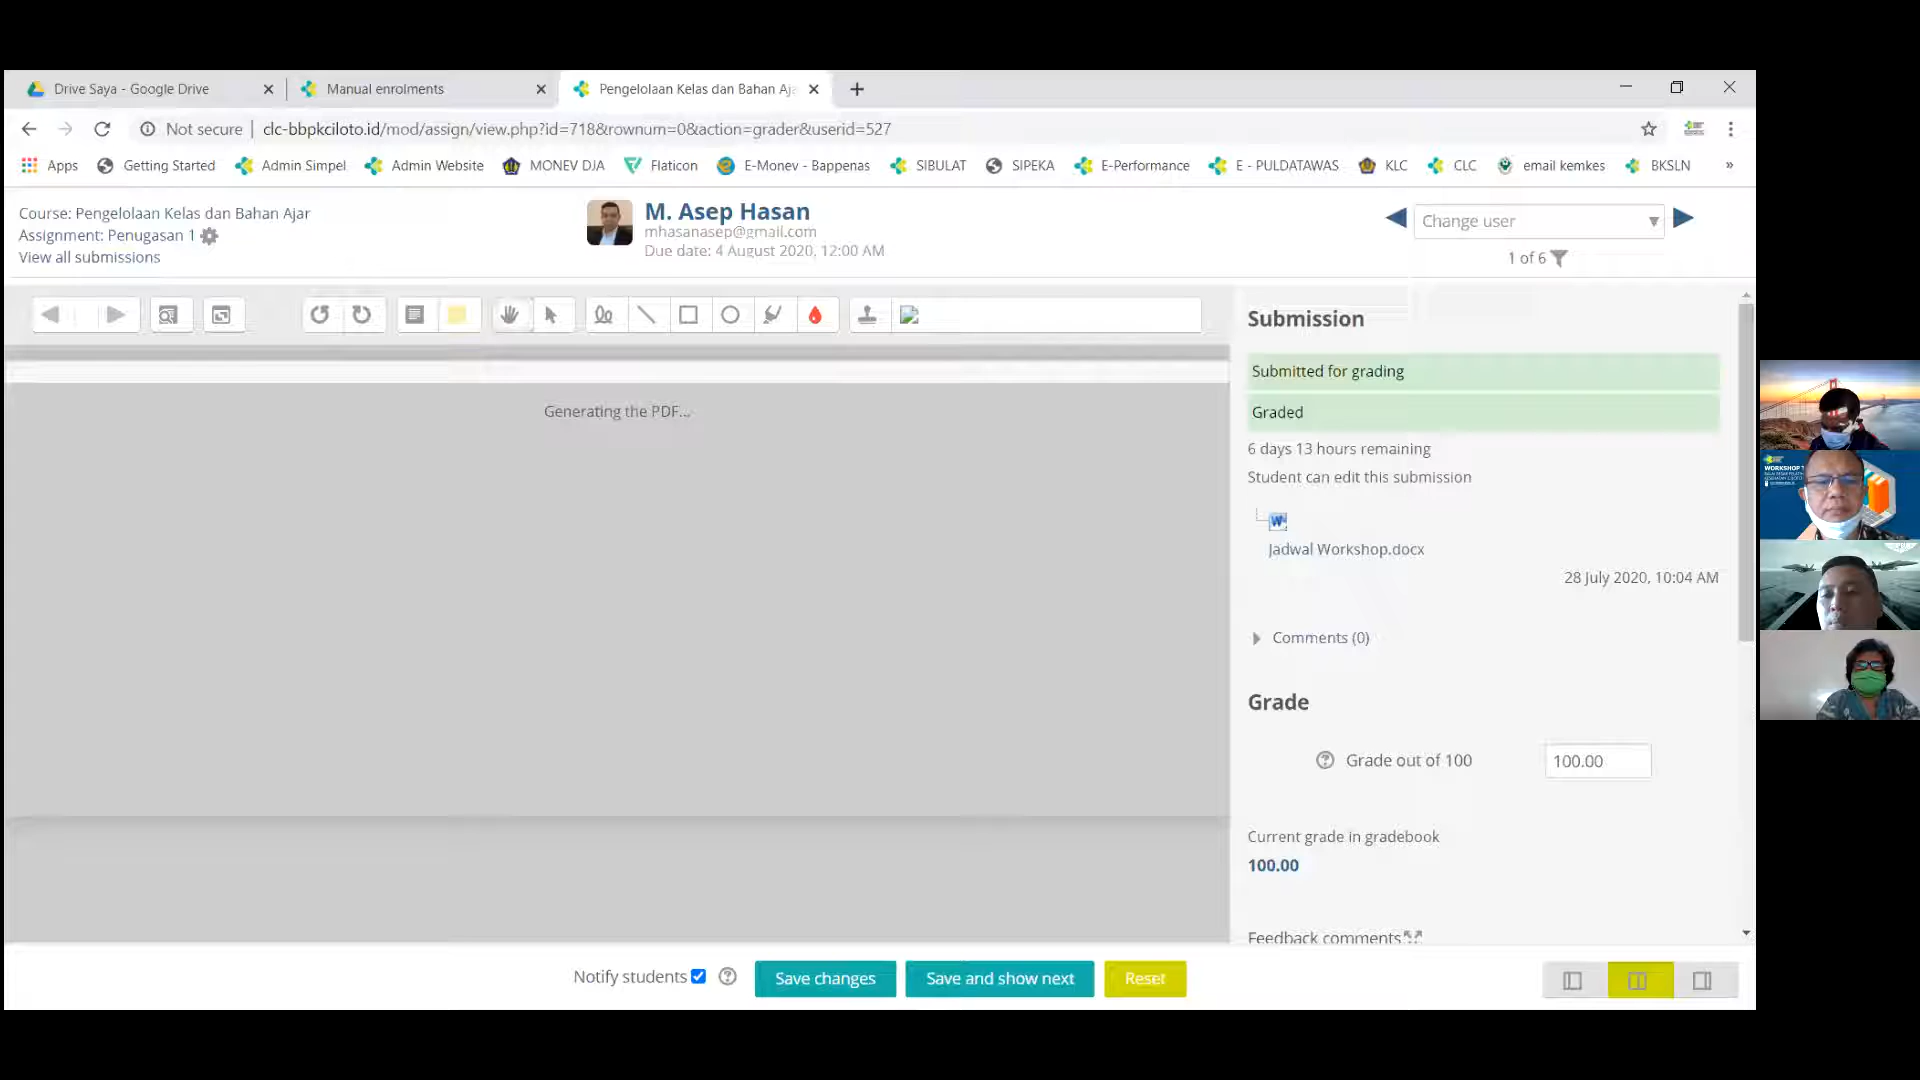 Drive Saya - Google Drive
Manual enrolments
Pengelolaan Kelas dan Bahan Aja
Not secure
clc-bbpkciloto.id/mod/assign/view.php?id=718&rownum=0&action=grader&userid=527
Apps
Getting Started
Admin Simpel
Admin Website
MONEV DJA
Flaticon
E-Monev - Bappenas
SIBULAT
SIPEKA
E-Performance
E - PULDATAWAS
KLC
CLC
email kemkes
BKSLN
»
Course: Pengelolaan Kelas dan Bahan Ajar
Assignment: Penugasan 1
View all submissions
M. Asep Hasan
mhasanasep@gmail.com
Due date: 4 August 2020, 12:00 AM
Change user
1 of 6
Generating the PDF...
Submission
Submitted for grading
Graded
6 days 13 hours remaining
Student can edit this submission
Jadwal Workshop.docx
28 July 2020, 10:04 AM
Comments (0)
Grade
Grade out of 100
100.00
Current grade in gradebook
100.00
Feedback comments
Notify students
Save changes
Save and show next
Reset
WORKSHOP